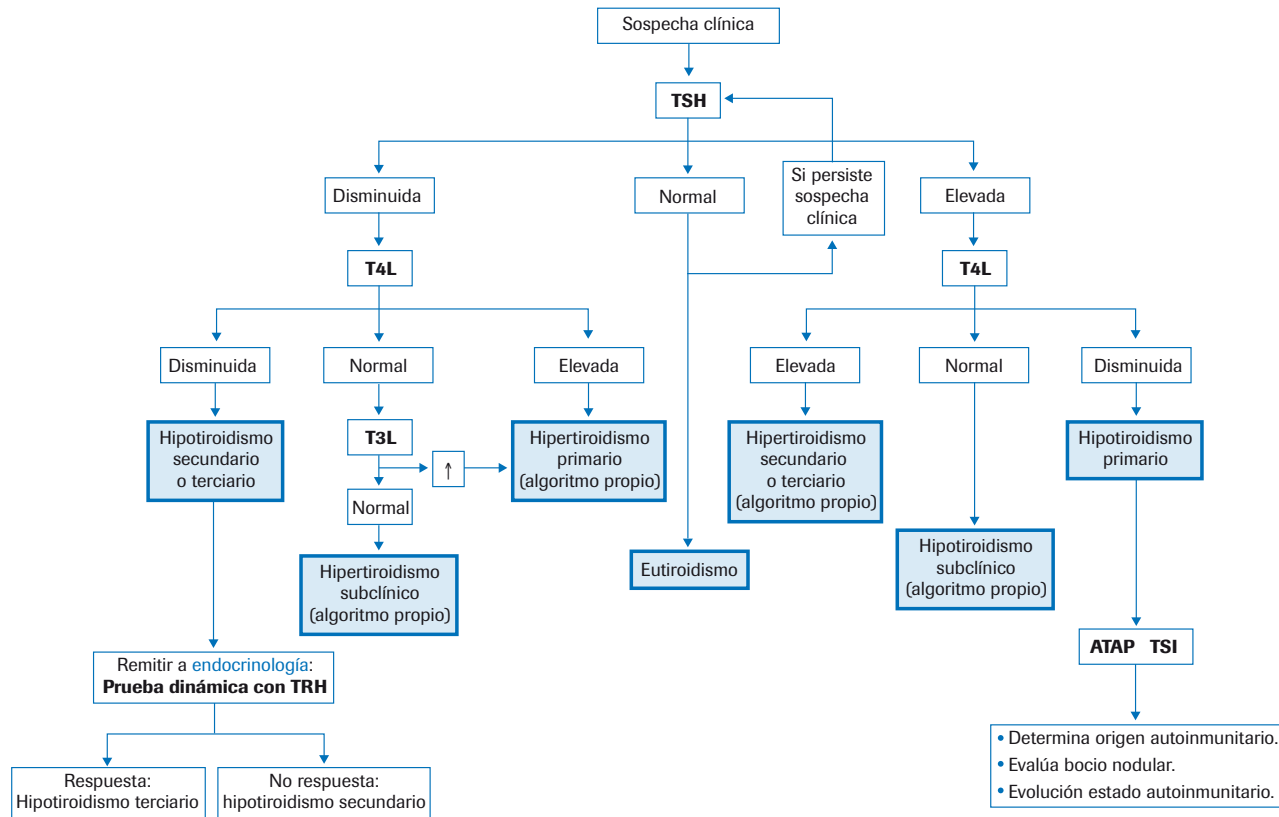 Sospecha clínica
TSH
Disminuida
Normal
Si persiste
sospecha
clínica
Elevada
T4L
T4L
Disminuida
Normal
Elevada
Elevada
Normal
Disminuida
Hipotiroidismo
secundario
o terciario
T3L
↑
Normal
Hipertiroidismo
primario
(algoritmo propio)
Hipertiroidismo
secundario
o terciario
(algoritmo propio)
Hipotiroidismo
primario
Hipertiroidismo
subclínico
(algoritmo propio)
Eutiroidismo
Hipotiroidismo
subclínico
(algoritmo propio)
Remitir a endocrinología:
Prueba dinámica con TRH
ATAP TSI
Respuesta:
Hipotiroidismo terciario
No respuesta:
hipotiroidismo secundario
• Determina origen autoinmunitario.
• Evalúa bocio nodular.
• Evolución estado autoinmunitario.